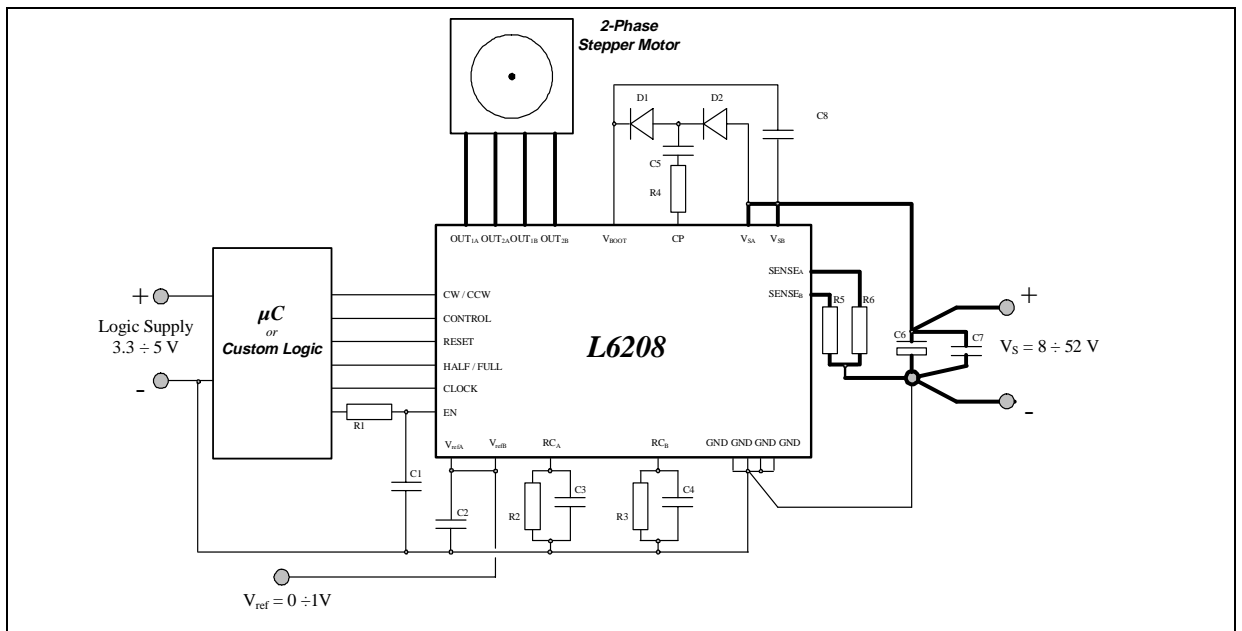 2-Phase
Stepper Motor
D1
D2
C8
C5
R4
OUT1A OUT2A OUT1B OUT2B
VBOOT
CP
VSA
VSB
SENSEA
SENSEB
R5
R6
+
Logic Supply
3.3 ÷ 5 V
-
µC
or
Custom Logic
CW / CCW
CONTROL
RESET
HALF / FULL
CLOCK
EN
L6208
C6
C7
+
VS = 8 ÷ 52 V
-
R1
VrefA
VrefB
RCA
RCB
GND GND GND GND
C1
C2
R2
C3
R3
C4
Vref = 0 ÷1V